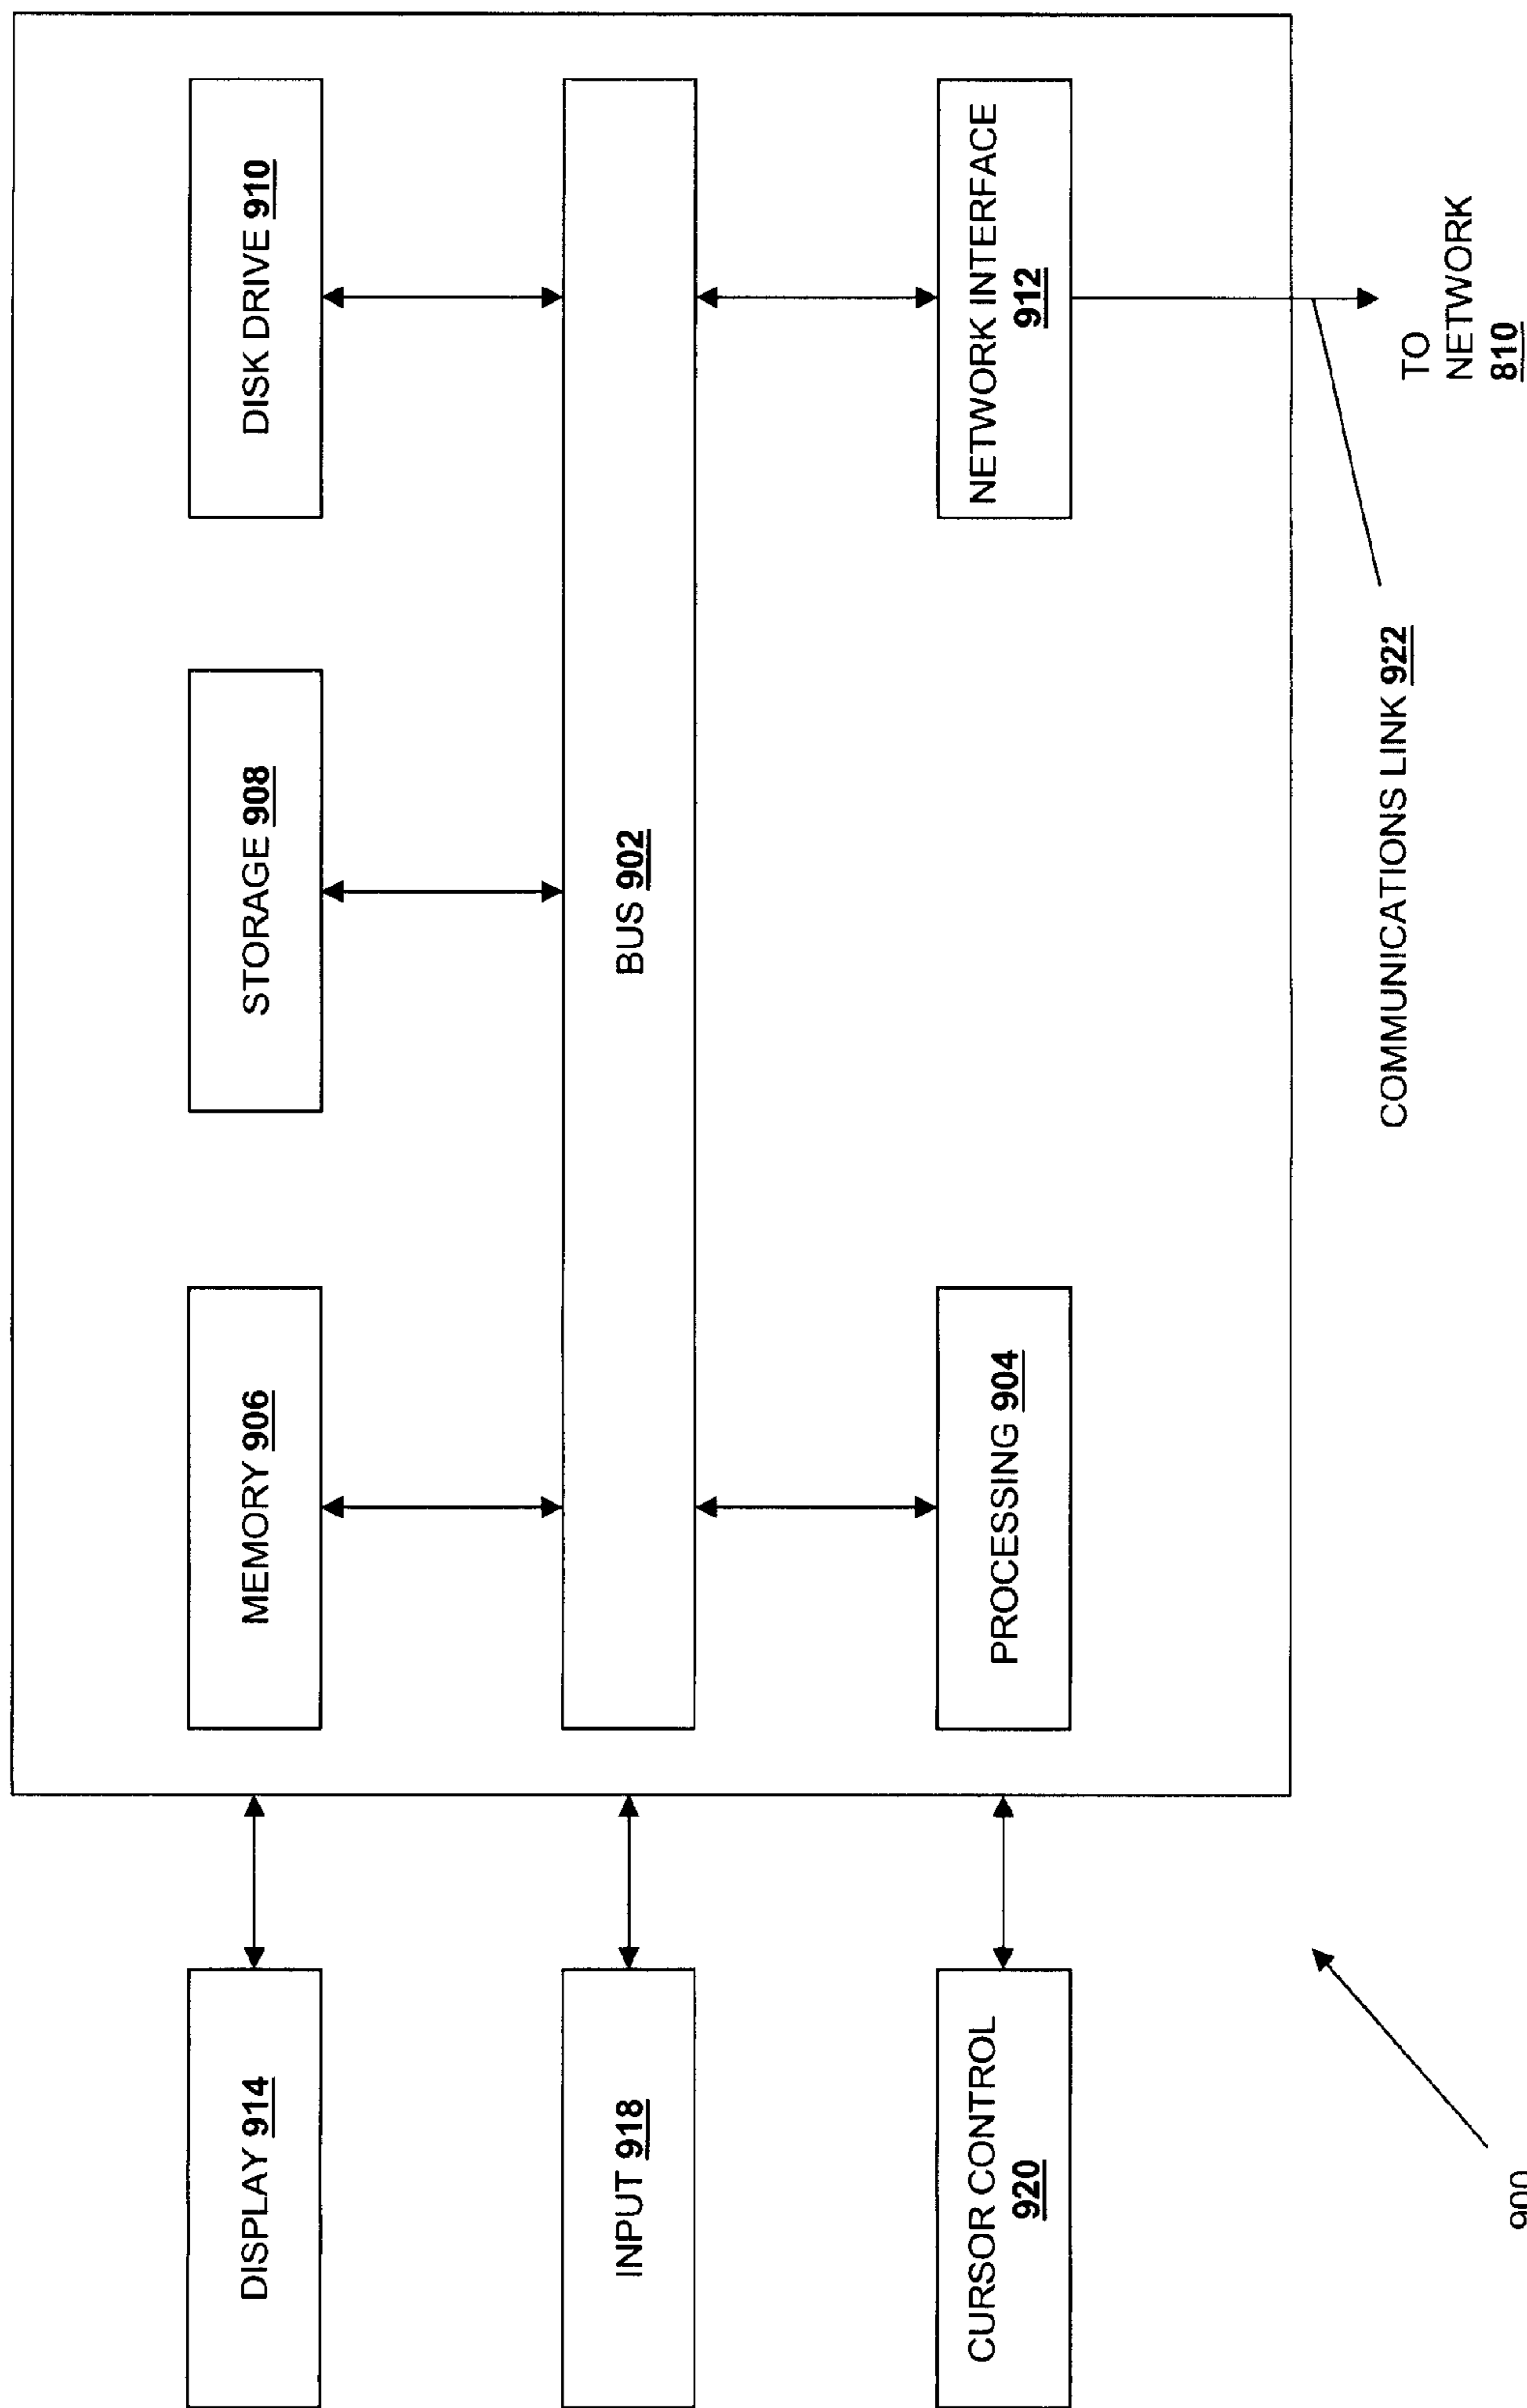 DISPLAY 914
MEMORY 906
STORAGE 908
DISK DRIVE 910
INPUT 918
BUS 902
CURSOR CONTROL
920
PROCESSING 904
NETWORK INTERFACE
912
COMMUNICATIONS LINK 922
TO
NETWORK
810
900